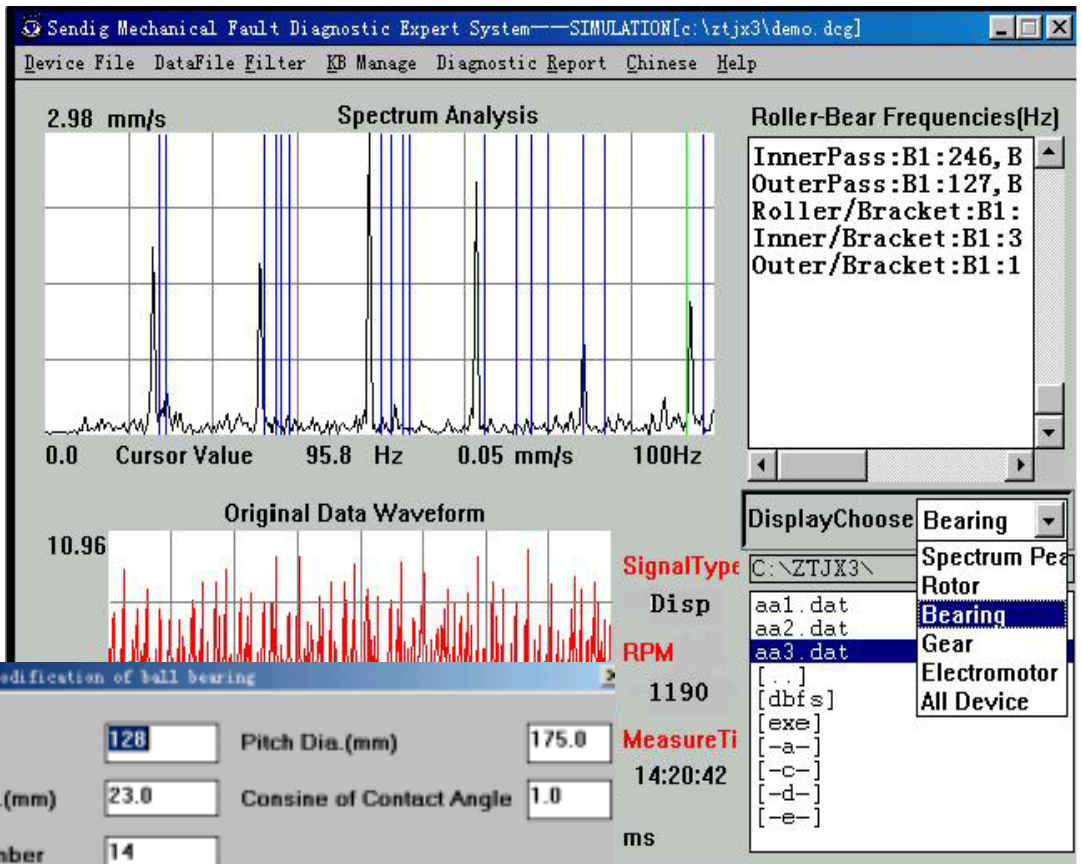 Sendig Mechanical Fault Diagnostic Expert System——SIMULATION[c:\ztjx3\demo.dcg]
Device File DataFile Filter KB Manage Diagnostic Report Chinese Help
2.98 mm/s Spectrum Analysis
0.0 Cursor Value 95.8 Hz 0.05 mm/s 100Hz
Roller-Bear Frequencies(Hz)
InnerPass:B1:246, B
OuterPass:B1:127, B
Roller/Bracket:B1:
Inner/Bracket:B1:3
Outer/Bracket:B1:1
Original Data Waveform
10.96
SignalType
Disp
RPM
1190
MeasureTi
14:20:42
ms
DisplayChoose Bearing
C:\ZTJX3\
Spectrum Pea
Rotor
Bearing
Gear
Electromotor
All Device
aa1.dat
aa2.dat
aa3.dat
[..]
[dbfs]
[exe]
[-a-]
[-c-]
[-d-]
[-e-]
odification of ball bearing
128 Pitch Dia.(mm) 175.0
.(mm) 23.0 Consine of Contact Angle 1.0
mber 14